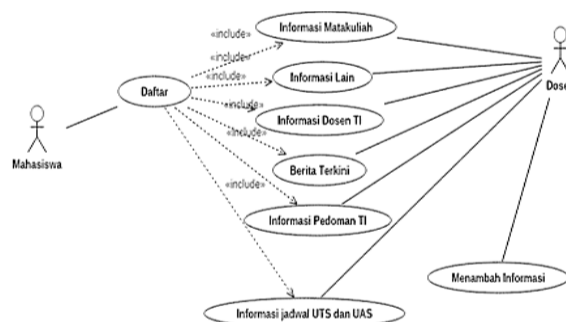 Informasi Matakuliah
«include»
«include»
«include»
Informasi Lain
Daftar
«include»
Informasi Dosen TI
Mahasiswa
«Include»
Berita Terkini
«include»
Informasi Pedoman TI
Menambah Informasi
Informasi jadwal UTS dan UAS